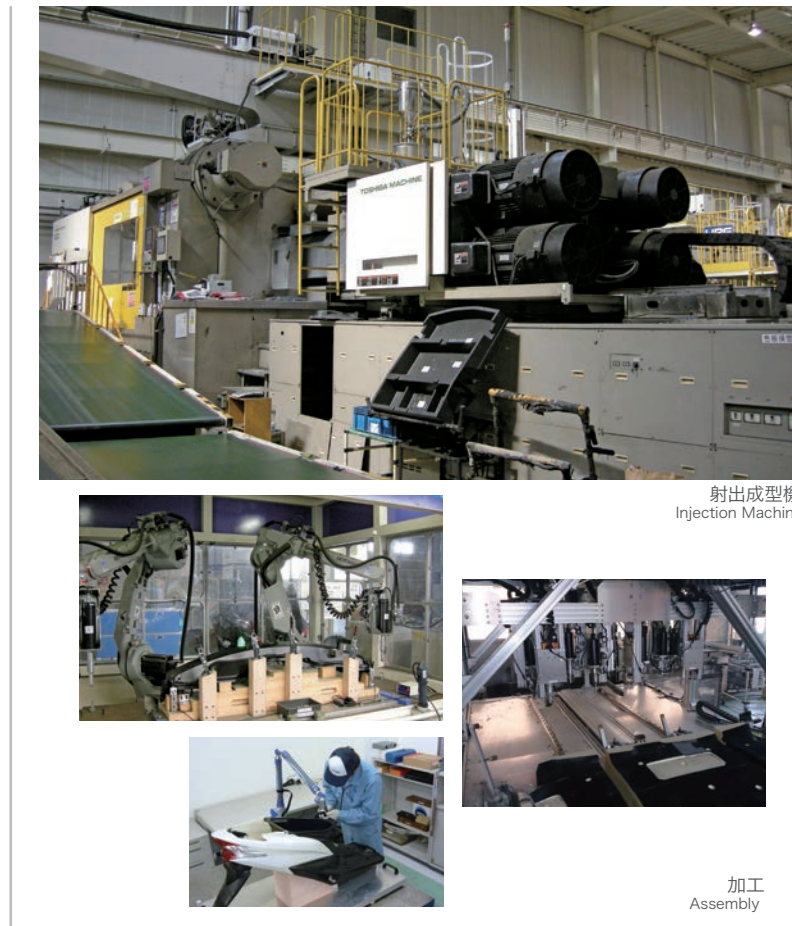 TOSHIBA MACHINE
射出成型機
Injection Machin
加工
Assembly